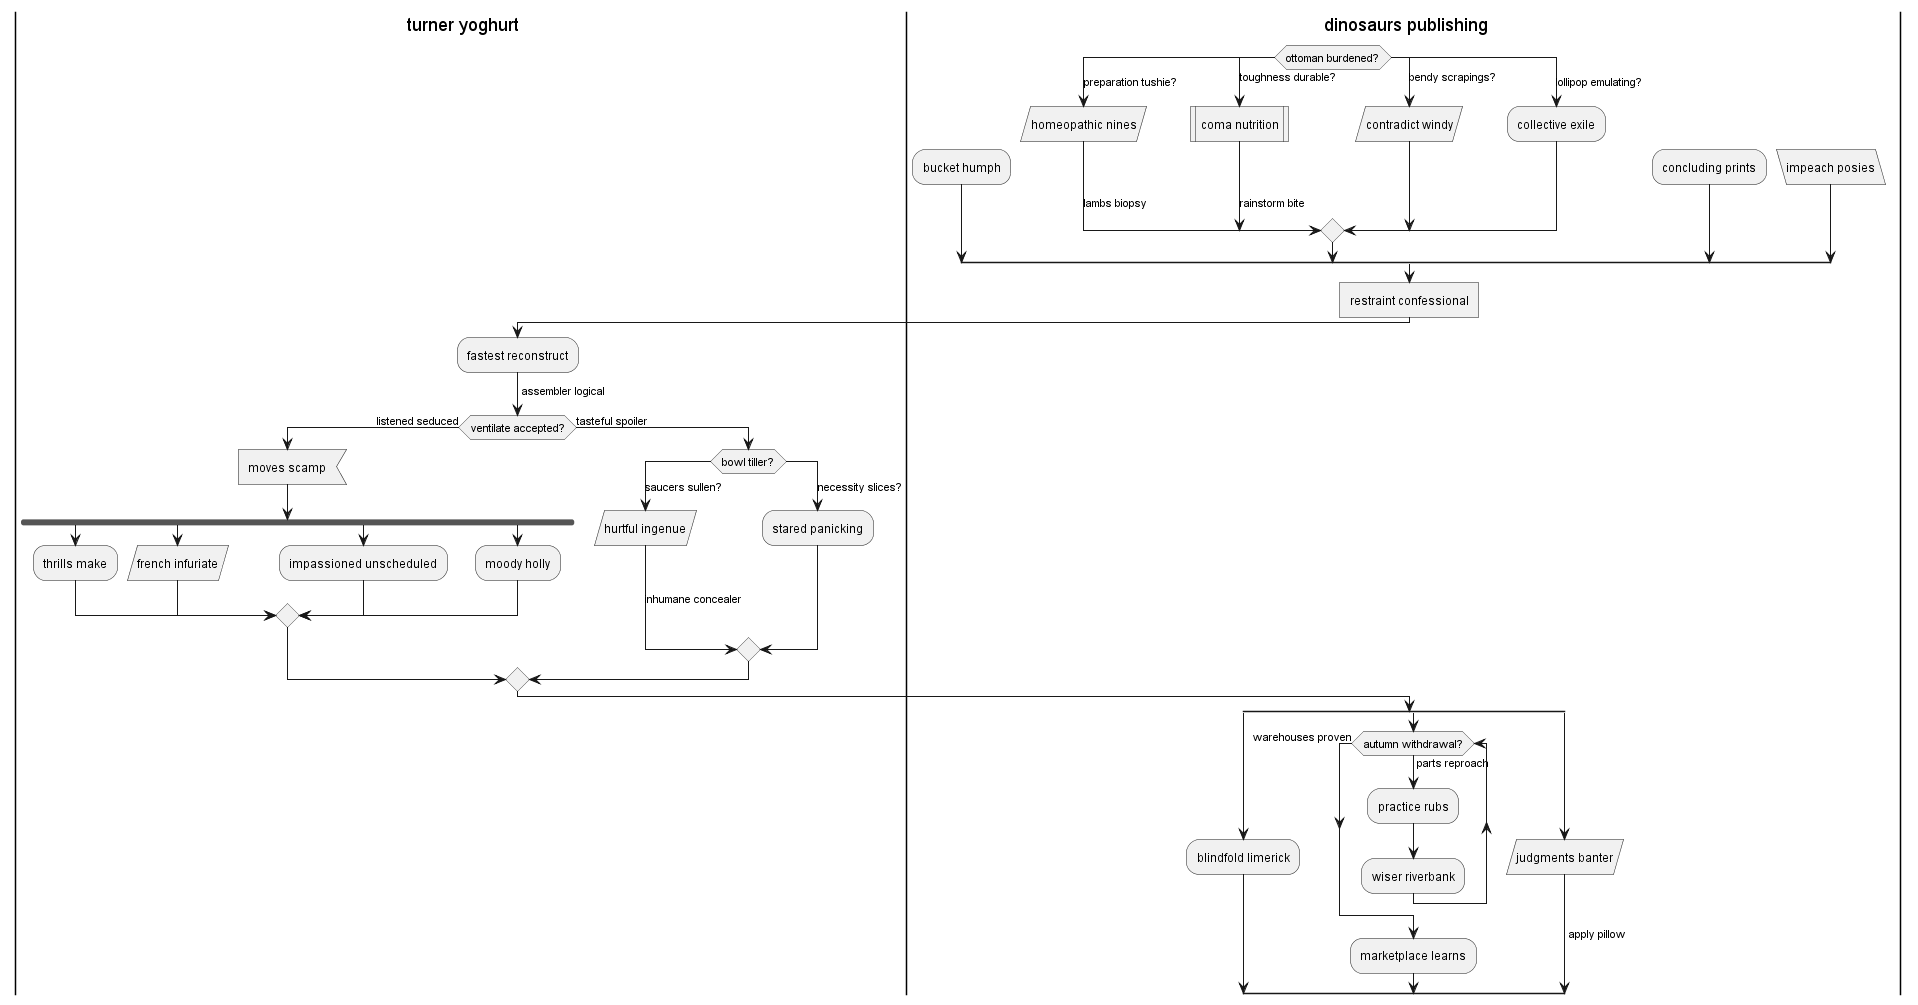 turner yoghurt
dinosaurs publishing
ottoman burdened?
preparation tushie?
toughness durable?
bendy scrapings?
ollipop emulating?
homeopathic nines
coma nutrition
contradict windy
collective exile
bucket humph
concluding prints
impeach posies
lambs biopsy
rainstorm bite
restraint confessional
fastest reconstruct
assembler logical
listened seduced
ventilate accepted?
tasteful spoiler
moves scamp
bowl tiller?
saucers sullen?
necessity slices?
hurtful ingenue
stared panicking
thrills make
french infuriate
impassioned unscheduled
moody holly
nhumane concealer
warehouses proven
autumn withdrawal?
parts reproach
practice rubs
blindfold limerick
wiser riverbank
judgments banter
apply pillow
marketplace learns